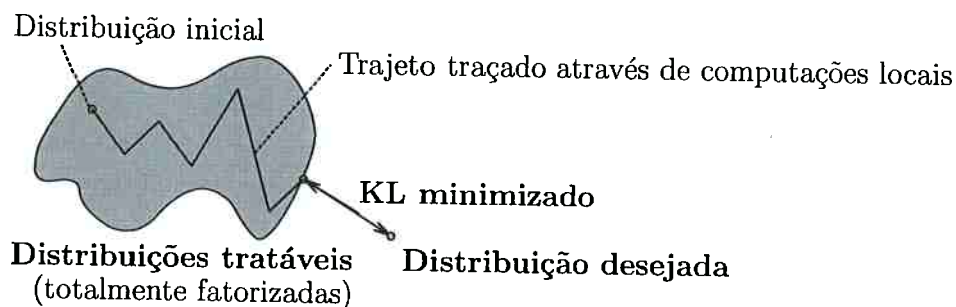 Distribuição inicial
Trajeto traçado através de computações locais
KL minimizado
Distribuições tratáveis
(totalmente fatorizadas)
Distribuição desejada